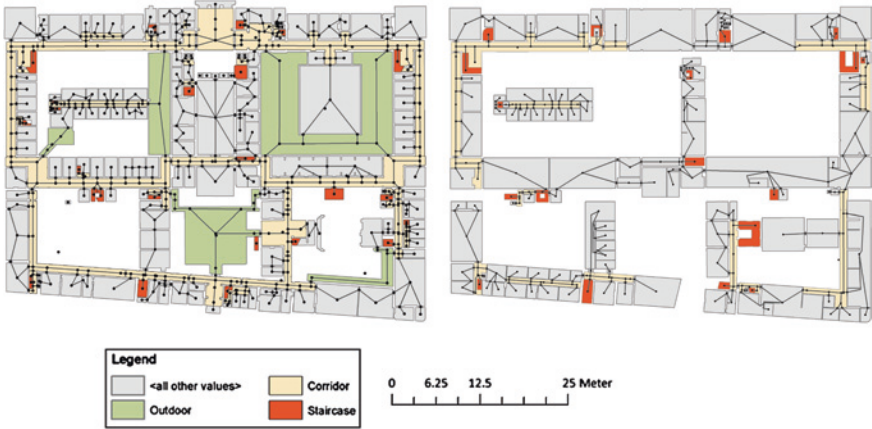 Legend
<all other values>
Corridor
Outdoor
Staircase
0 6.25 12.5 25 Meter